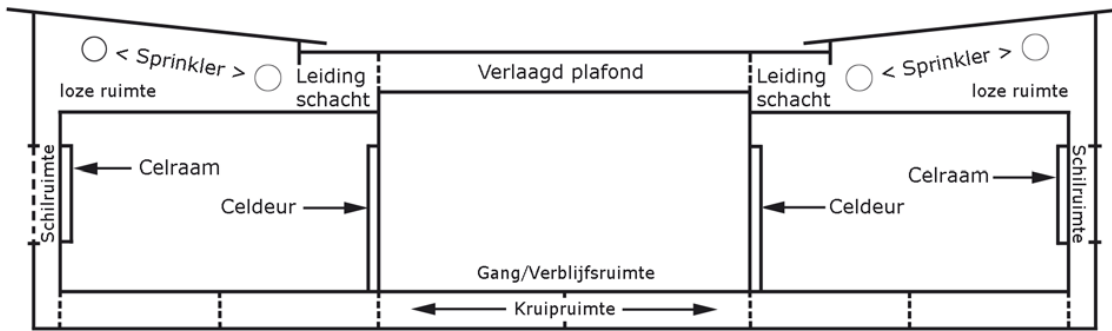 < Sprinkler >
Leiding
schacht
loze ruimte
Verlaagd plafond
Leiding
schacht
< Sprinkler >
loze ruimte
Schilruimte
Celraam
Celdeur
Celraam
Celdeur
Schilruimte
Gang/Verblijfsruimte
Kruipruimte